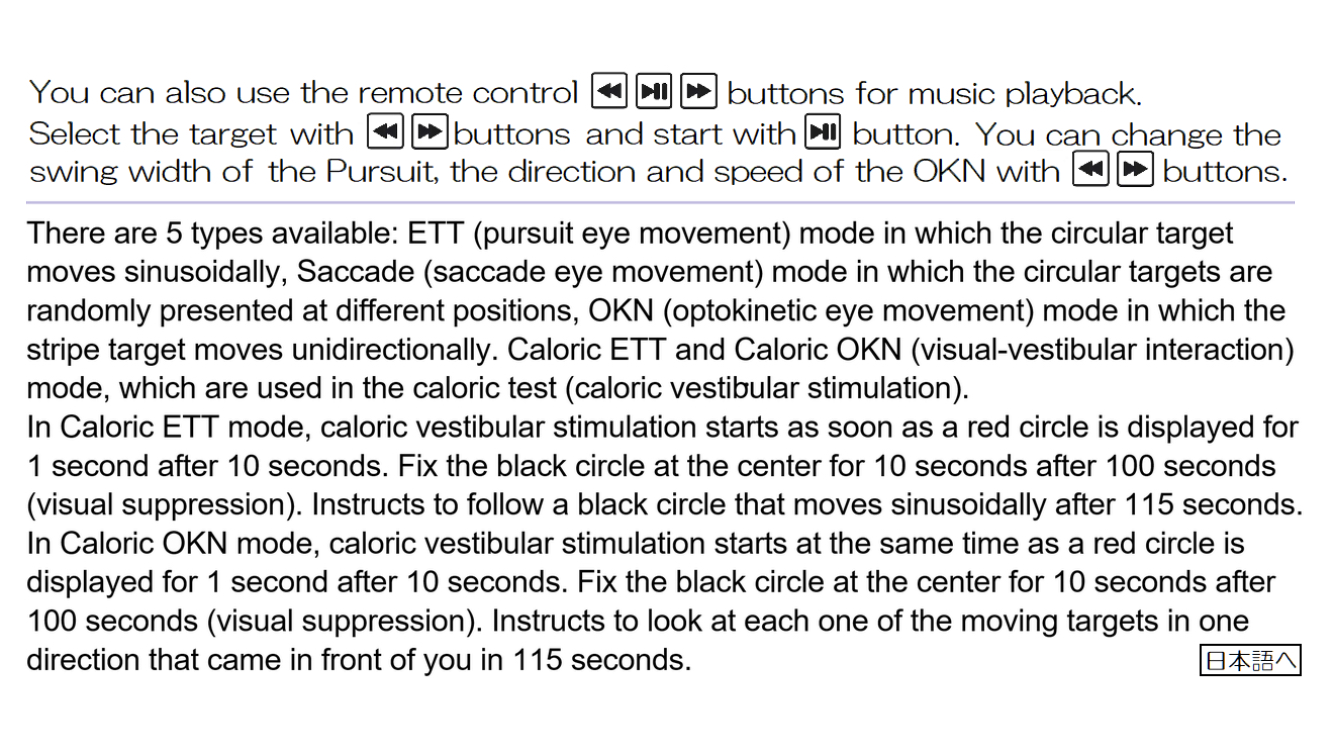 You can also use the remote control ⏪ ⏯ ⏩ buttons for music playback.
Select the target with ⏪ ⏩ buttons and start with ⏯ button. You can change the
swing width of the Pursuit, the direction and speed of the OKN with ⏪ ⏩ buttons.
There are 5 types available: ETT (pursuit eye movement) mode in which the circular target
moves sinusoidally, Saccade (saccade eye movement) mode in which the circular targets are
randomly presented at different positions, OKN (optokinetic eye movement) mode in which the
stripe target moves unidirectionally. Caloric ETT and Caloric OKN (visual-vestibular interaction)
mode, which are used in the caloric test (caloric vestibular stimulation).
In Caloric ETT mode, caloric vestibular stimulation starts as soon as a red circle is displayed for
1 second after 10 seconds. Fix the black circle at the center for 10 seconds after 100 seconds
(visual suppression). Instructs to follow a black circle that moves sinusoidally after 115 seconds.
In Caloric OKN mode, caloric vestibular stimulation starts at the same time as a red circle is
displayed for 1 second after 10 seconds. Fix the black circle at the center for 10 seconds after
100 seconds (visual suppression). Instructs to look at each one of the moving targets in one
direction that came in front of you in 115 seconds.
日本語へ